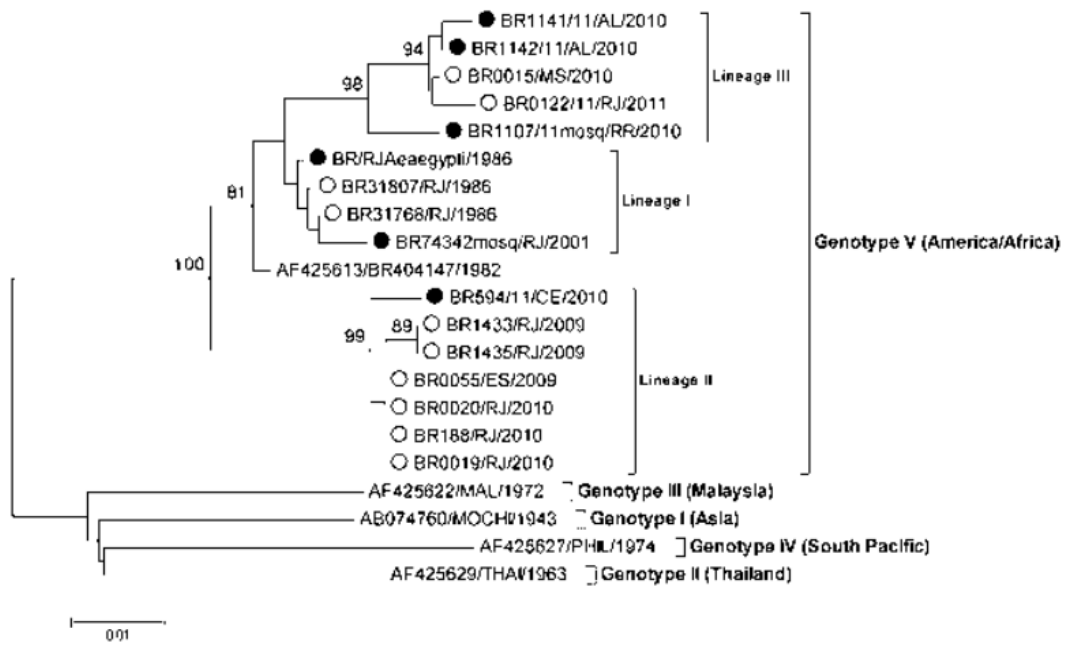 BR1141/11/AL/2010
94
BR1142/11/AL/2010
BR0015/MS/2010
Lineage III
98
BR0122/11/RJ/2011
BR1107/11mosq/RR/2010
BR/RJAeaegypti/1986
81
BR31807/RJ/1986
BR31768/RJ/1986
Lineage I
BR74342mosq/RJ/2001
Genotype V (America/Africa)
100
AF425613/BR404147/1982
BR594/11/CE/2010
99
89
BR1433/RJ/2009
BR1435/RJ/2009
BR0055/ES/2009
Lineage II
BR0020/RJ/2010
BR188/RJ/2010
BR0019/RJ/2010
AF425622/MAL/1972
Genotype III (Malaysia)
AB074760/MOCHI/1943
Genotype I (Asia)
AF425627/PHIL/1974
Genotype IV (South Pacific)
AF425629/THAI/1963
Genotype II (Thailand)
0.01